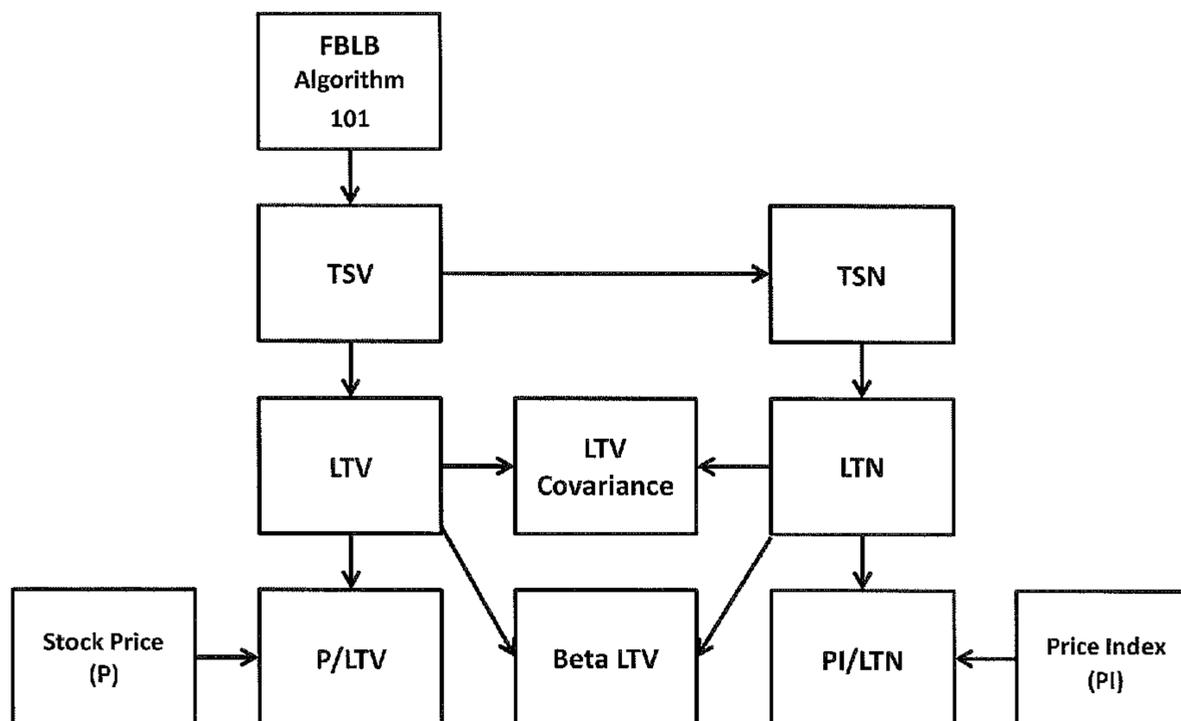 FBLB
Algorithm
101
TSV
TSN
LTV
LTV
Covariance
LTN
Stock Price
(P)
P/LTV
Beta LTV
PI/LTN
Price Index
(PI)